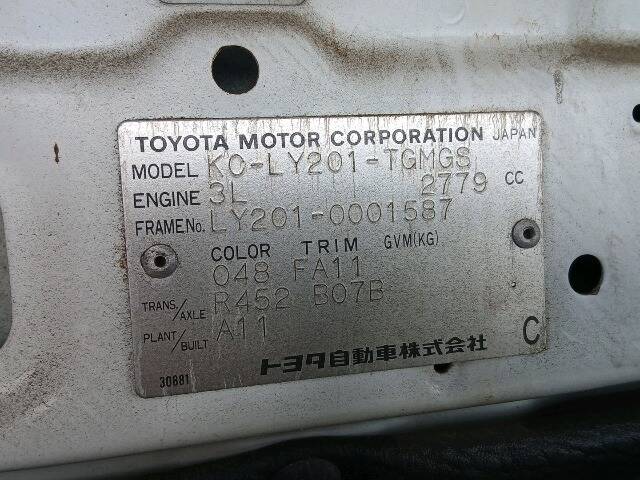 TOYOTA MOTOR CORPORATION JAPAN
MODEL KC-LY201-TGMGS
ENGINE 3L 2779 CC
FRAME No. LY201-0001587
COLOR TRIM GVM(KG)
048 FA11
TRANS/AXLE R452 B07B
PLANT/BUILT A11
C
トヨタ自動車株式会社
30881